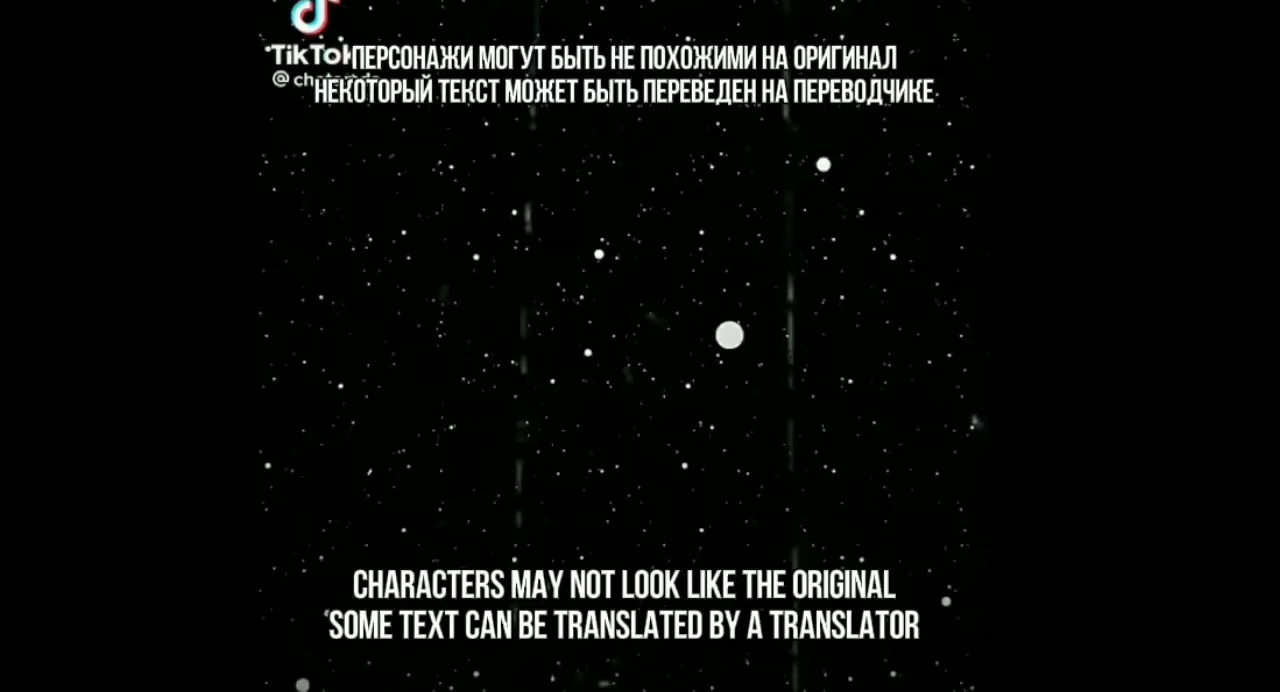 TikTok
ПЕРСОНАЖИ МОГУТ БЫТЬ НЕ ПОХОЖИМИ НА ОРИГИНАЛ
НЕКОТОРЫЙ ТЕКСТ МОЖЕТ БЫТЬ ПЕРЕВЕДЕН НА ПЕРЕВОДЧИКЕ
CHARACTERS MAY NOT LOOK LIKE THE ORIGINAL
SOME TEXT CAN BE TRANSLATED BY A TRANSLATOR